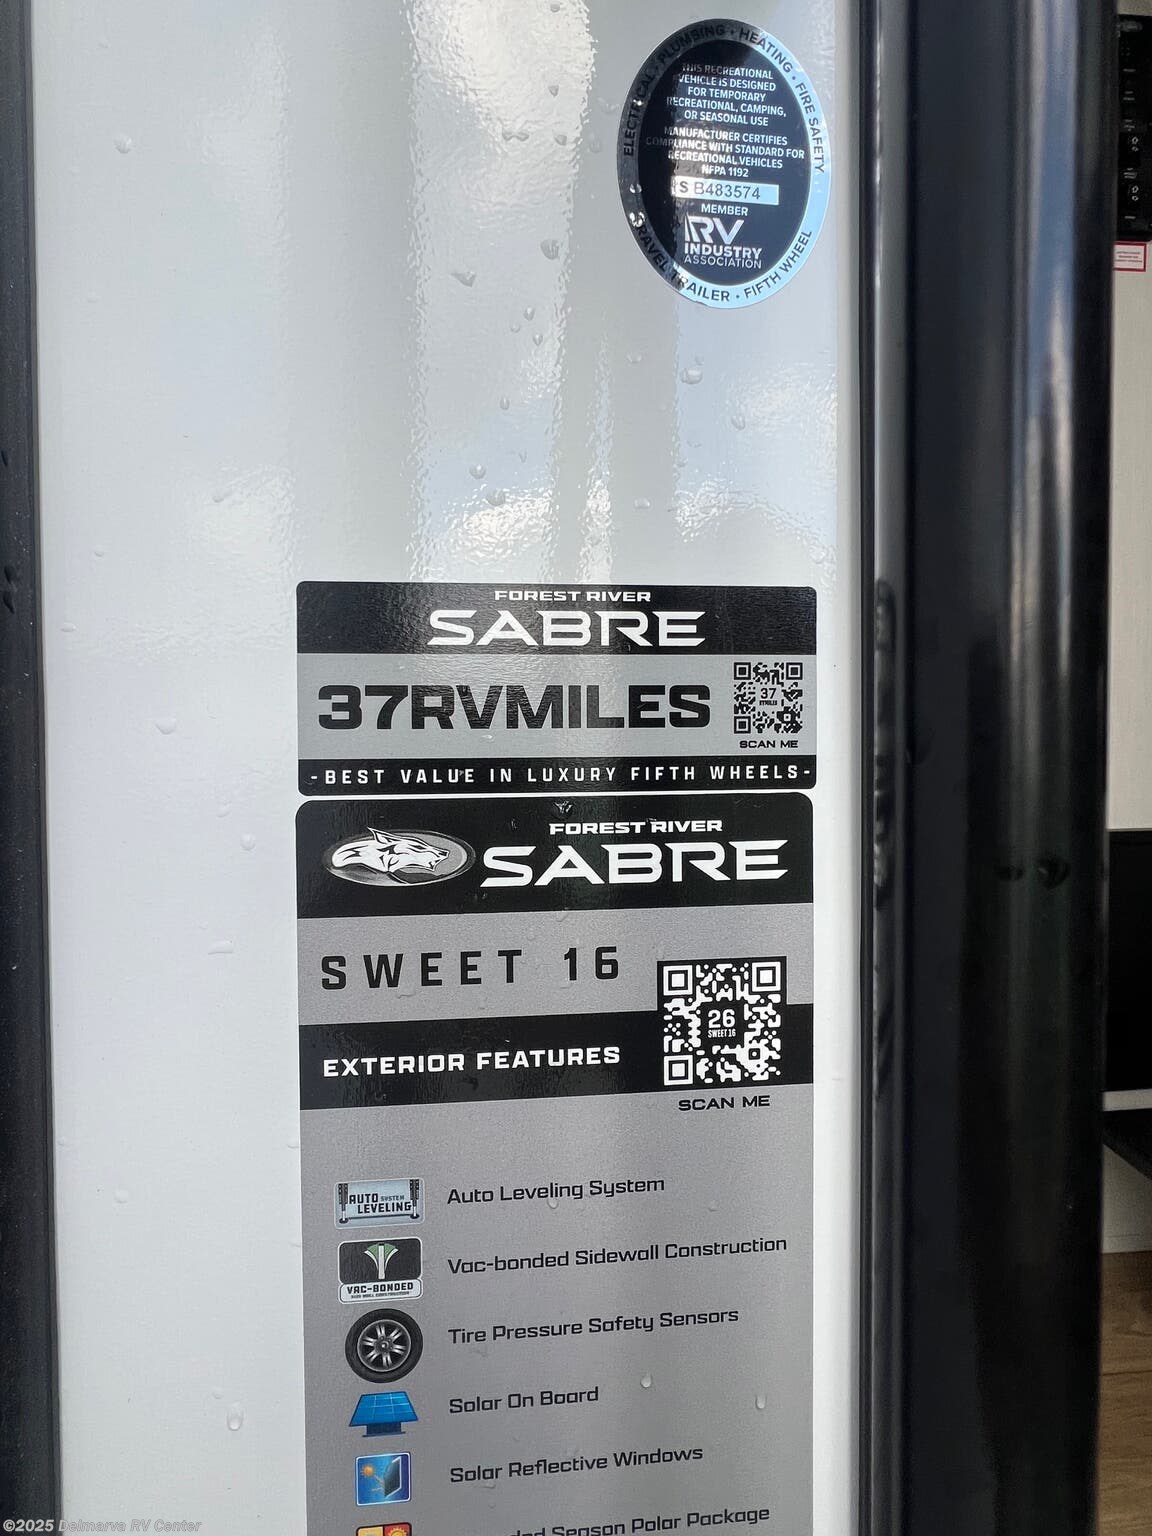 ELECTRICAL • PLUMBING • HEATING • FIRE SAFETY
THIS RECREATIONAL
VEHICLE IS DESIGNED
FOR TEMPORARY
RECREATIONAL, CAMPING,
OR SEASONAL USE
MANUFACTURER CERTIFIES
COMPLIANCE WITH STANDARD FOR
RECREATIONAL VEHICLES
NFPA 1192
S B483574
MEMBER
RV
INDUSTRY
ASSOCIATION
TRAVEL TRAILER • FIFTH WHEEL
FOREST RIVER
SABRE
37RVMILES
37
RVMILES
SCAN ME
-BEST VALUE IN LUXURY FIFTH WHEELS-
FOREST RIVER
SABRE
SWEET 16
26
SWEET 16
EXTERIOR FEATURES
SCAN ME
AUTO SYSTEM
LEVELING
Auto Leveling System
VAC-BONDED
Vac-bonded Sidewall Construction
Tire Pressure Safety Sensors
Solar On Board
Solar Reflective Windows
Season Polar Package
©2025 Delmarva RV Center